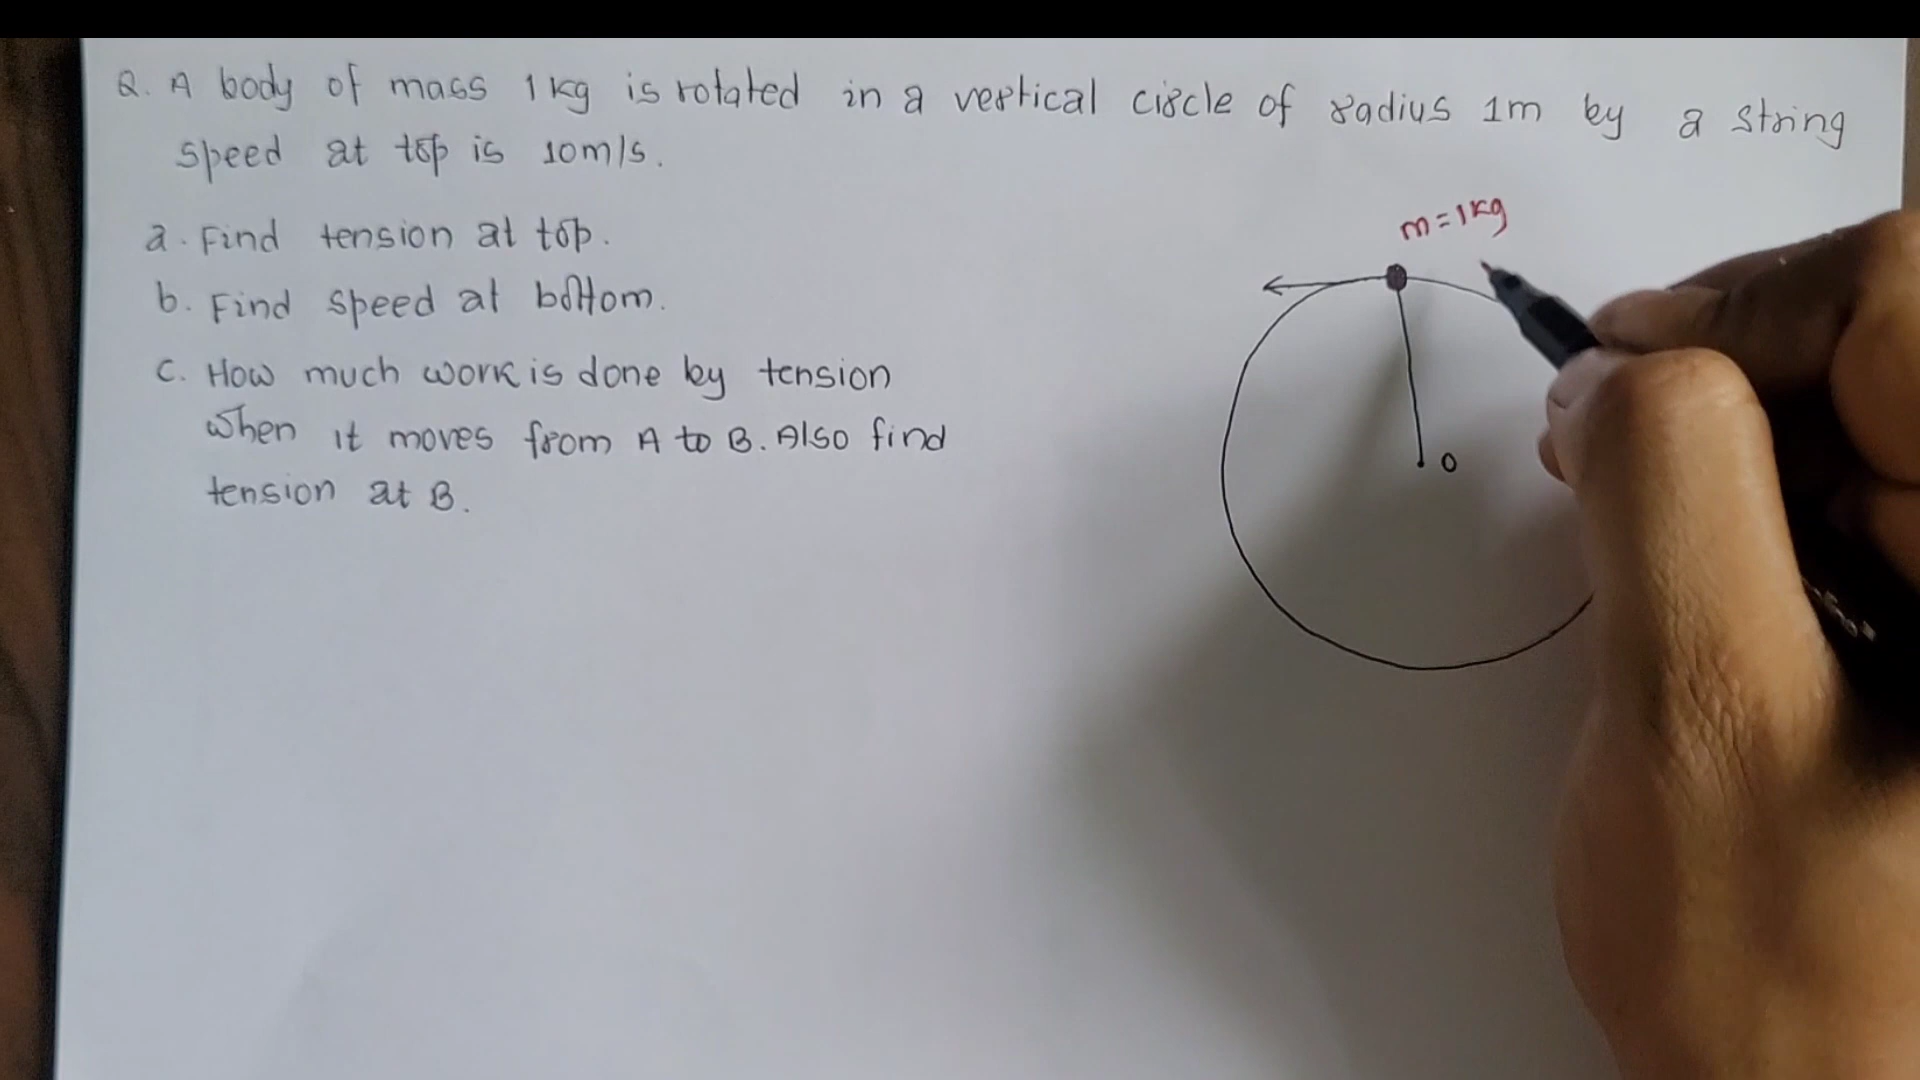 Q. A body of mass 1kg is rotated in a vertical circle of radius 1m by a string
speed at top is 10m/s.
a. Find tension at top.
b. Find speed at bottom.
c. How much work is done by tension
when it moves from A to B. Also find
tension at B.
m=1kg
O